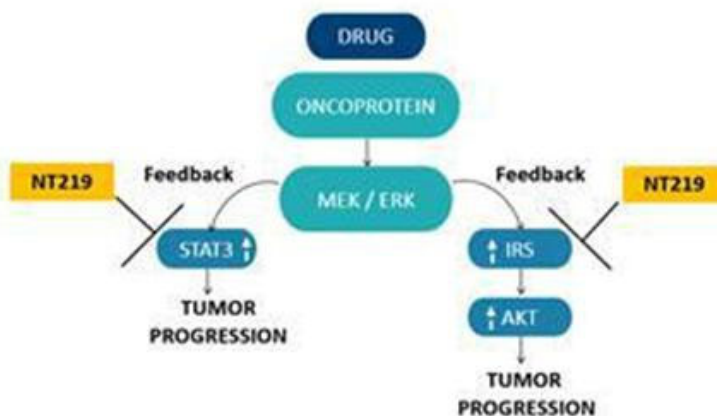 DRUG
ONCOPROTEIN
NT219
Feedback
Feedback
NT219
MEK / ERK
STAT3
IRS
TUMOR
PROGRESSION
AKT
TUMOR
PROGRESSION